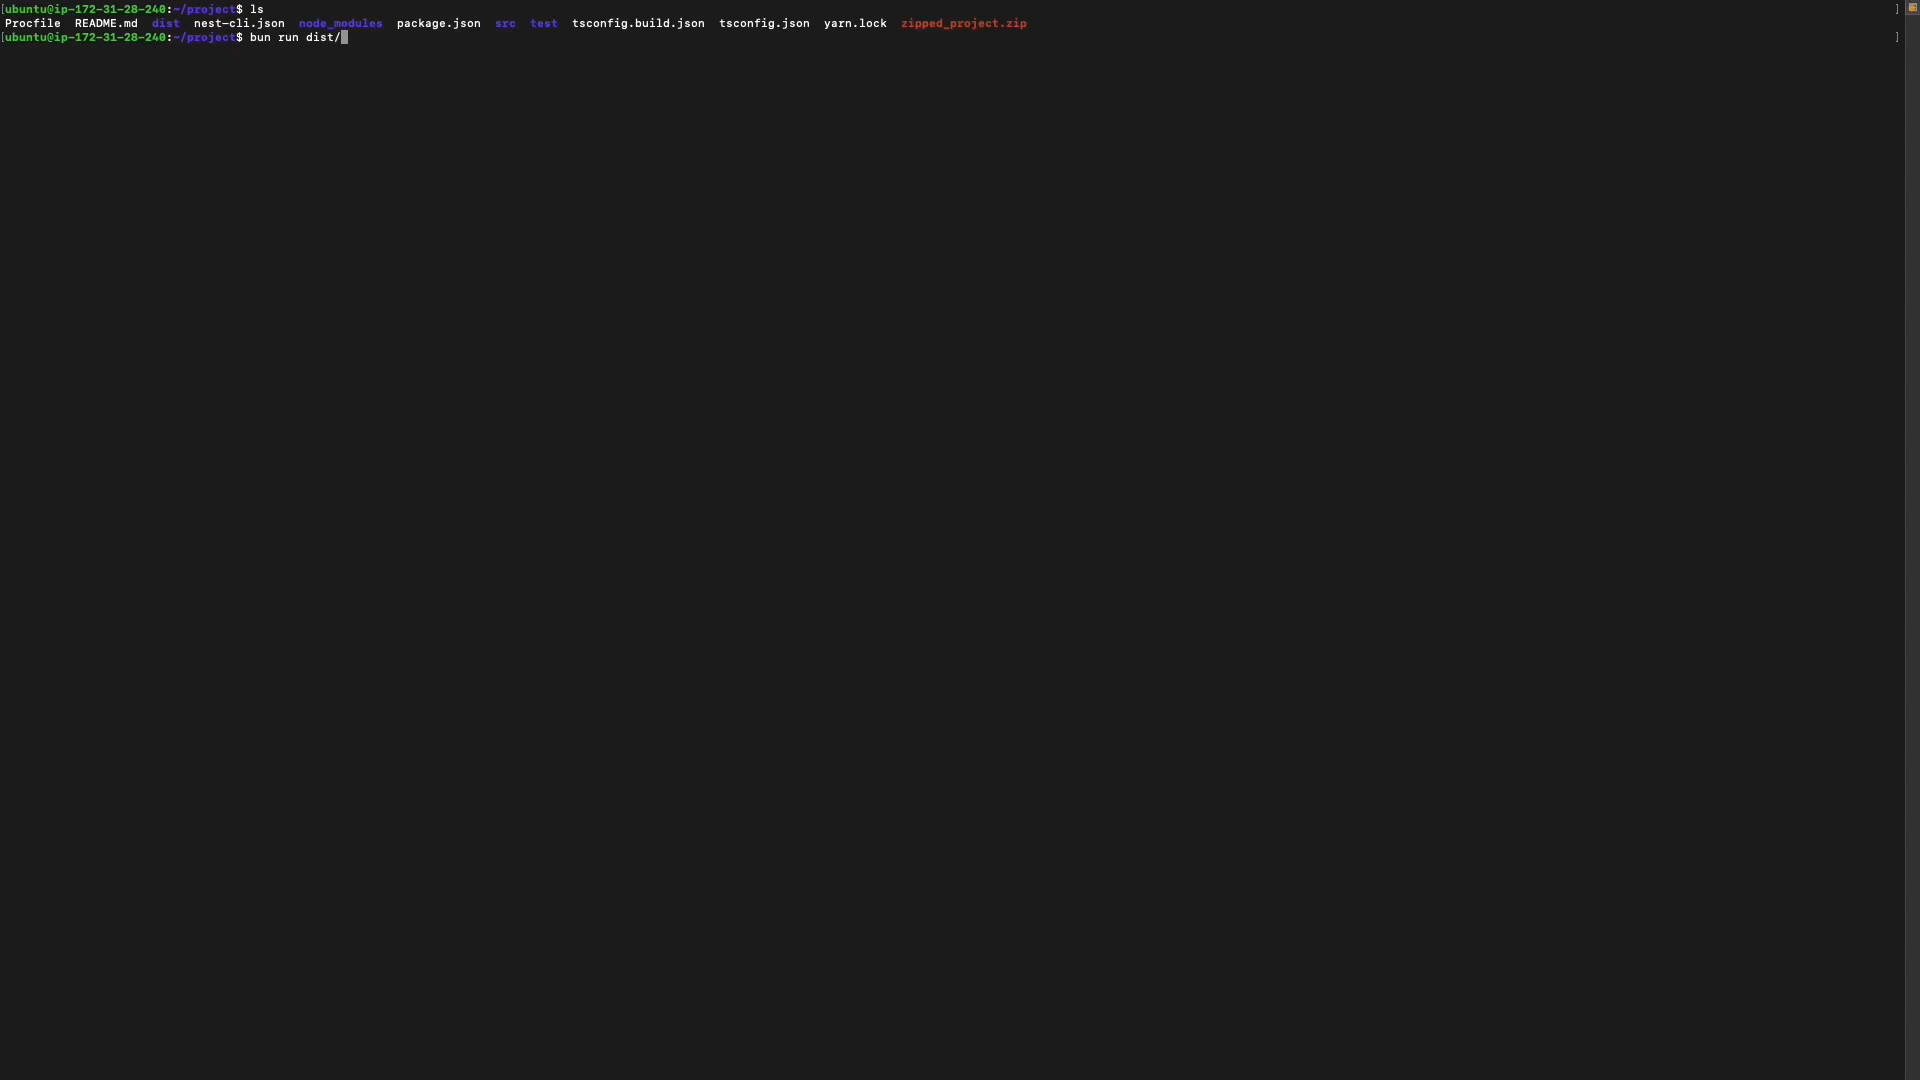 [ubuntu@ip-172-31-28-240:~/project$ ls ]
Procfile README.md dist nest-cli.json node_modules package.json src test tsconfig.build.json tsconfig.json yarn.lock zipped_project.zip
[ubuntu@ip-172-31-28-240:~/project$ bun run dist/ ]